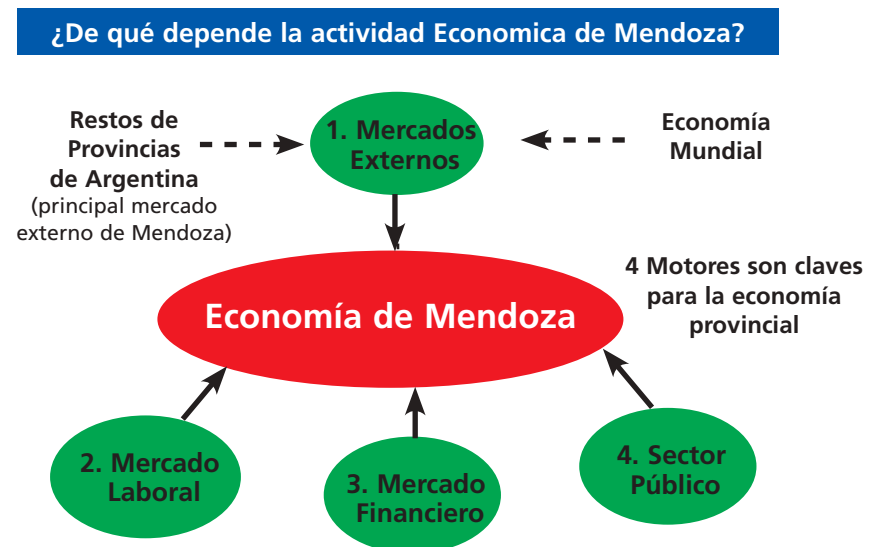 ¿De qué depende la actividad Economica de Mendoza?
Restos de
Provincias
de Argentina
(principal mercado
externo de Mendoza)
1. Mercados
Externos
Economía
Mundial
Economía de Mendoza
4 Motores son claves
para la economía
provincial
2. Mercado
Laboral
3. Mercado
Financiero
4. Sector
Público